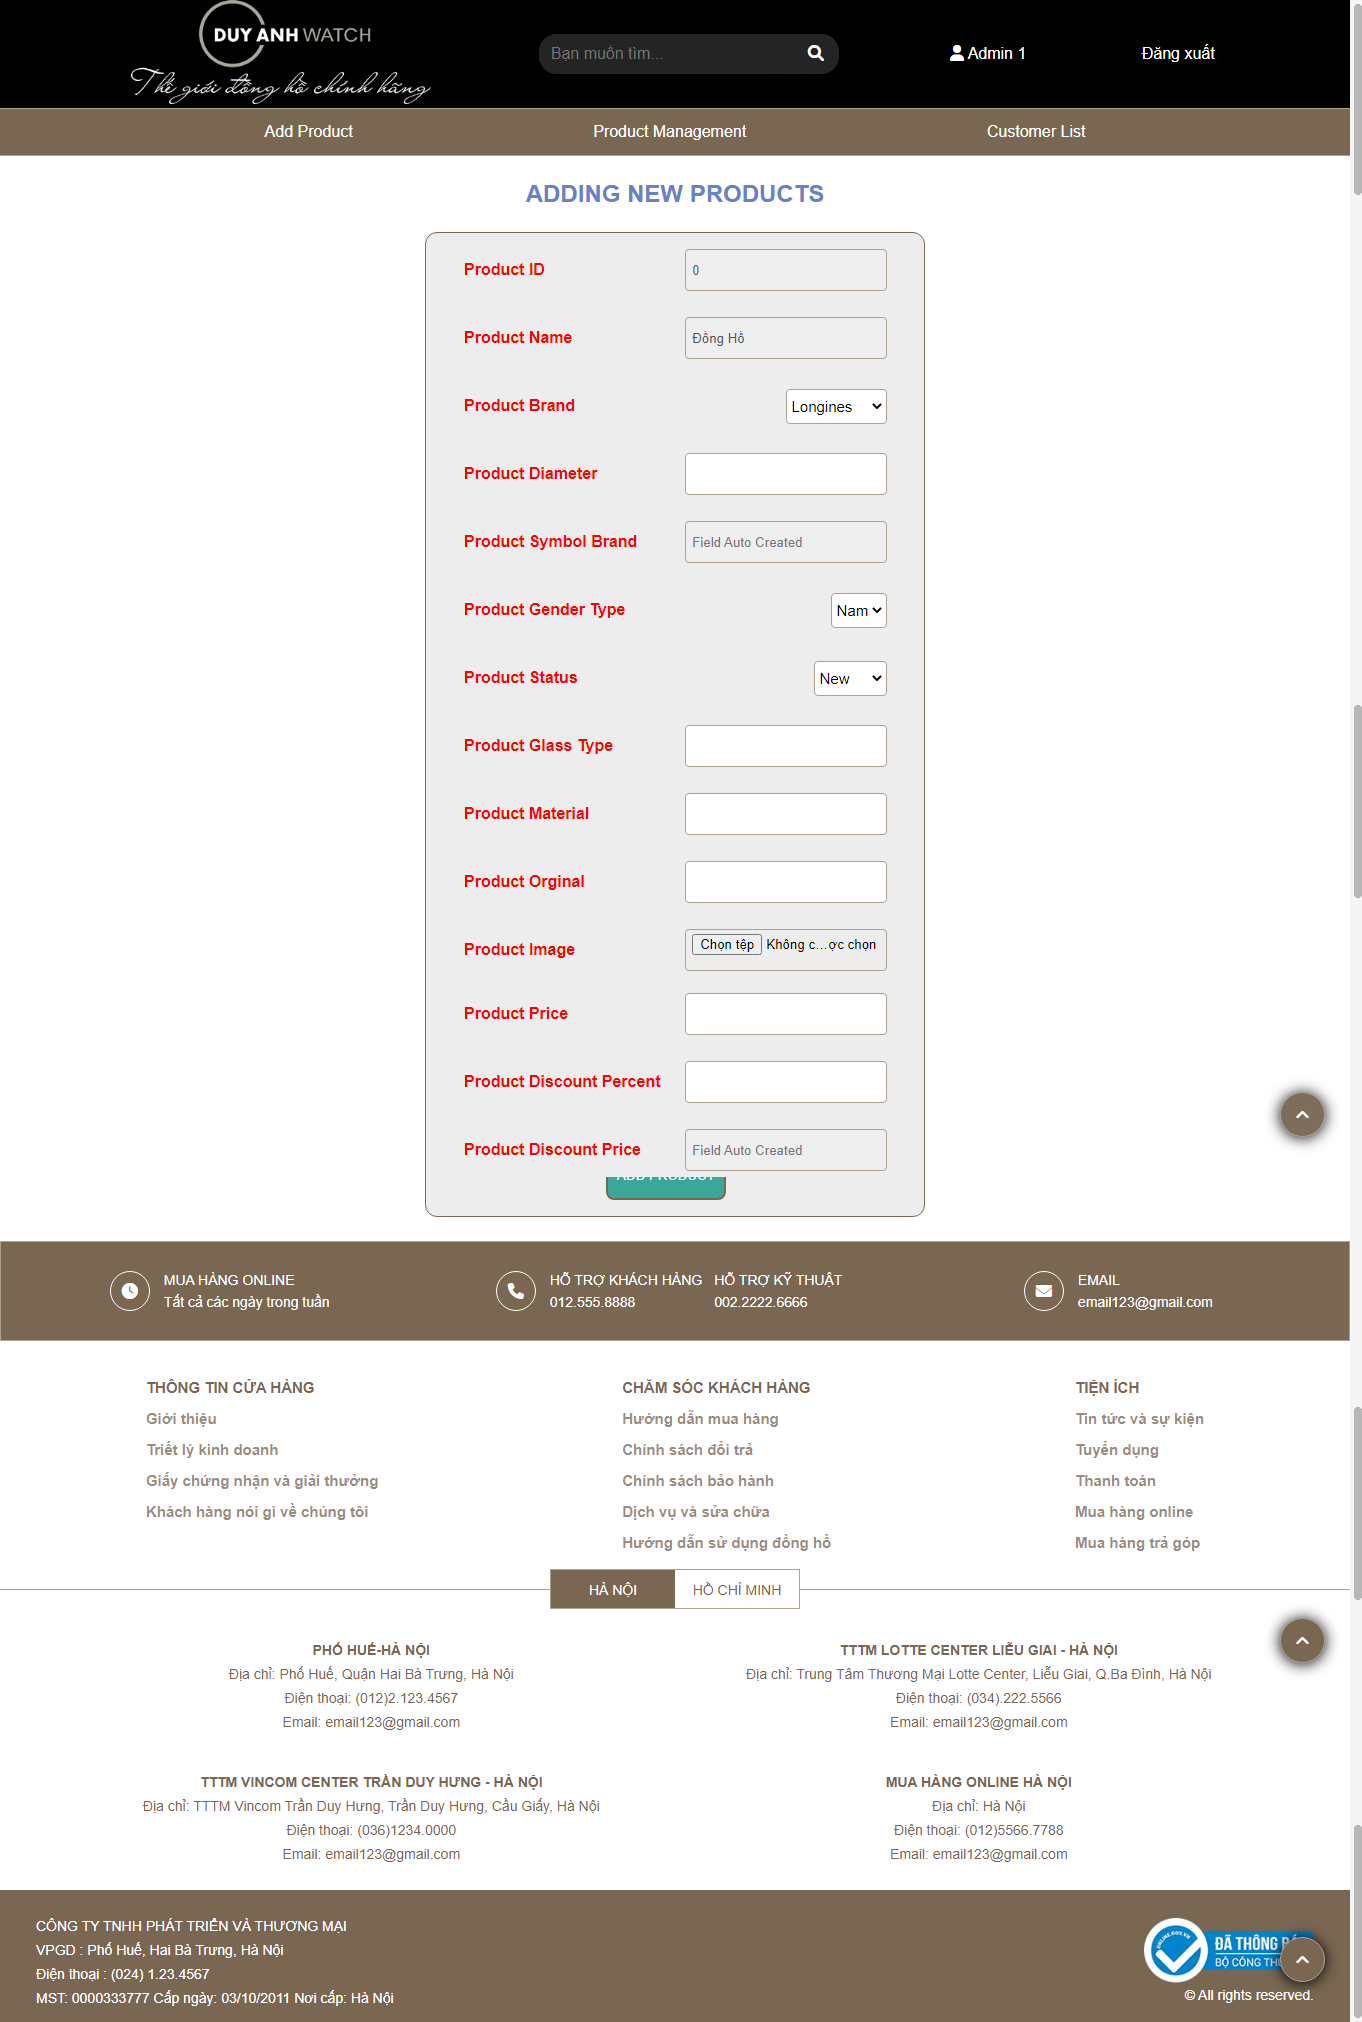 DUY ANH WATCH
Thế giới đồng hồ chính hãng
Bạn muốn tìm...
Admin 1
Đăng xuất
Add Product
Product Management
Customer List
ADDING NEW PRODUCTS
Product ID
0
Product Name
Đồng Hồ
Product Brand
Longines
Product Diameter
Product Symbol Brand
Field Auto Created
Product Gender Type
Nam
Product Status
New
Product Glass Type
Product Material
Product Orginal
Product Image
Chọn tệp Không c...ợc chọn
Product Price
Product Discount Percent
Product Discount Price
Field Auto Created
ADD PRODUCT
MUA HÀNG ONLINE
Tất cả các ngày trong tuần
HỖ TRỢ KHÁCH HÀNG
012.555.8888
HỖ TRỢ KỸ THUẬT
002.2222.6666
EMAIL
email123@gmail.com
THÔNG TIN CỬA HÀNG
Giới thiệu
Triết lý kinh doanh
Giấy chứng nhận và giải thưởng
Khách hàng nói gì về chúng tôi
CHĂM SÓC KHÁCH HÀNG
Hướng dẫn mua hàng
Chính sách đổi trả
Chính sách bảo hành
Dịch vụ và sửa chữa
Hướng dẫn sử dụng đồng hồ
TIỆN ÍCH
Tin tức và sự kiện
Tuyển dụng
Thanh toán
Mua hàng online
Mua hàng trả góp
HÀ NỘI
HỒ CHÍ MINH
PHỐ HUẾ-HÀ NỘI
Địa chỉ: Phố Huế, Quận Hai Bà Trưng, Hà Nội
Điện thoại: (012)2.123.4567
Email: email123@gmail.com
TTTM LOTTE CENTER LIỄU GIAI - HÀ NỘI
Địa chỉ: Trung Tâm Thương Mại Lotte Center, Liễu Giai, Q.Ba Đình, Hà Nội
Điện thoại: (034).222.5566
Email: email123@gmail.com
TTTM VINCOM CENTER TRẦN DUY HƯNG - HÀ NỘI
Địa chỉ: TTTM Vincom Trần Duy Hưng, Trần Duy Hưng, Cầu Giấy, Hà Nội
Điện thoại: (036)1234.0000
Email: email123@gmail.com
MUA HÀNG ONLINE HÀ NỘI
Địa chỉ: Hà Nội
Điện thoại: (012)5566.7788
Email: email123@gmail.com
CÔNG TY TNHH PHÁT TRIỂN VÀ THƯƠNG MẠI
VPGD : Phố Huế, Hai Bà Trưng, Hà Nội
Điện thoại : (024) 1.23.4567
MST: 0000333777 Cấp ngày: 03/10/2011 Nơi cấp: Hà Nội
ONLINE.GOV.VN
ĐÃ THÔNG
BỘ CÔNG
© All rights reserved.